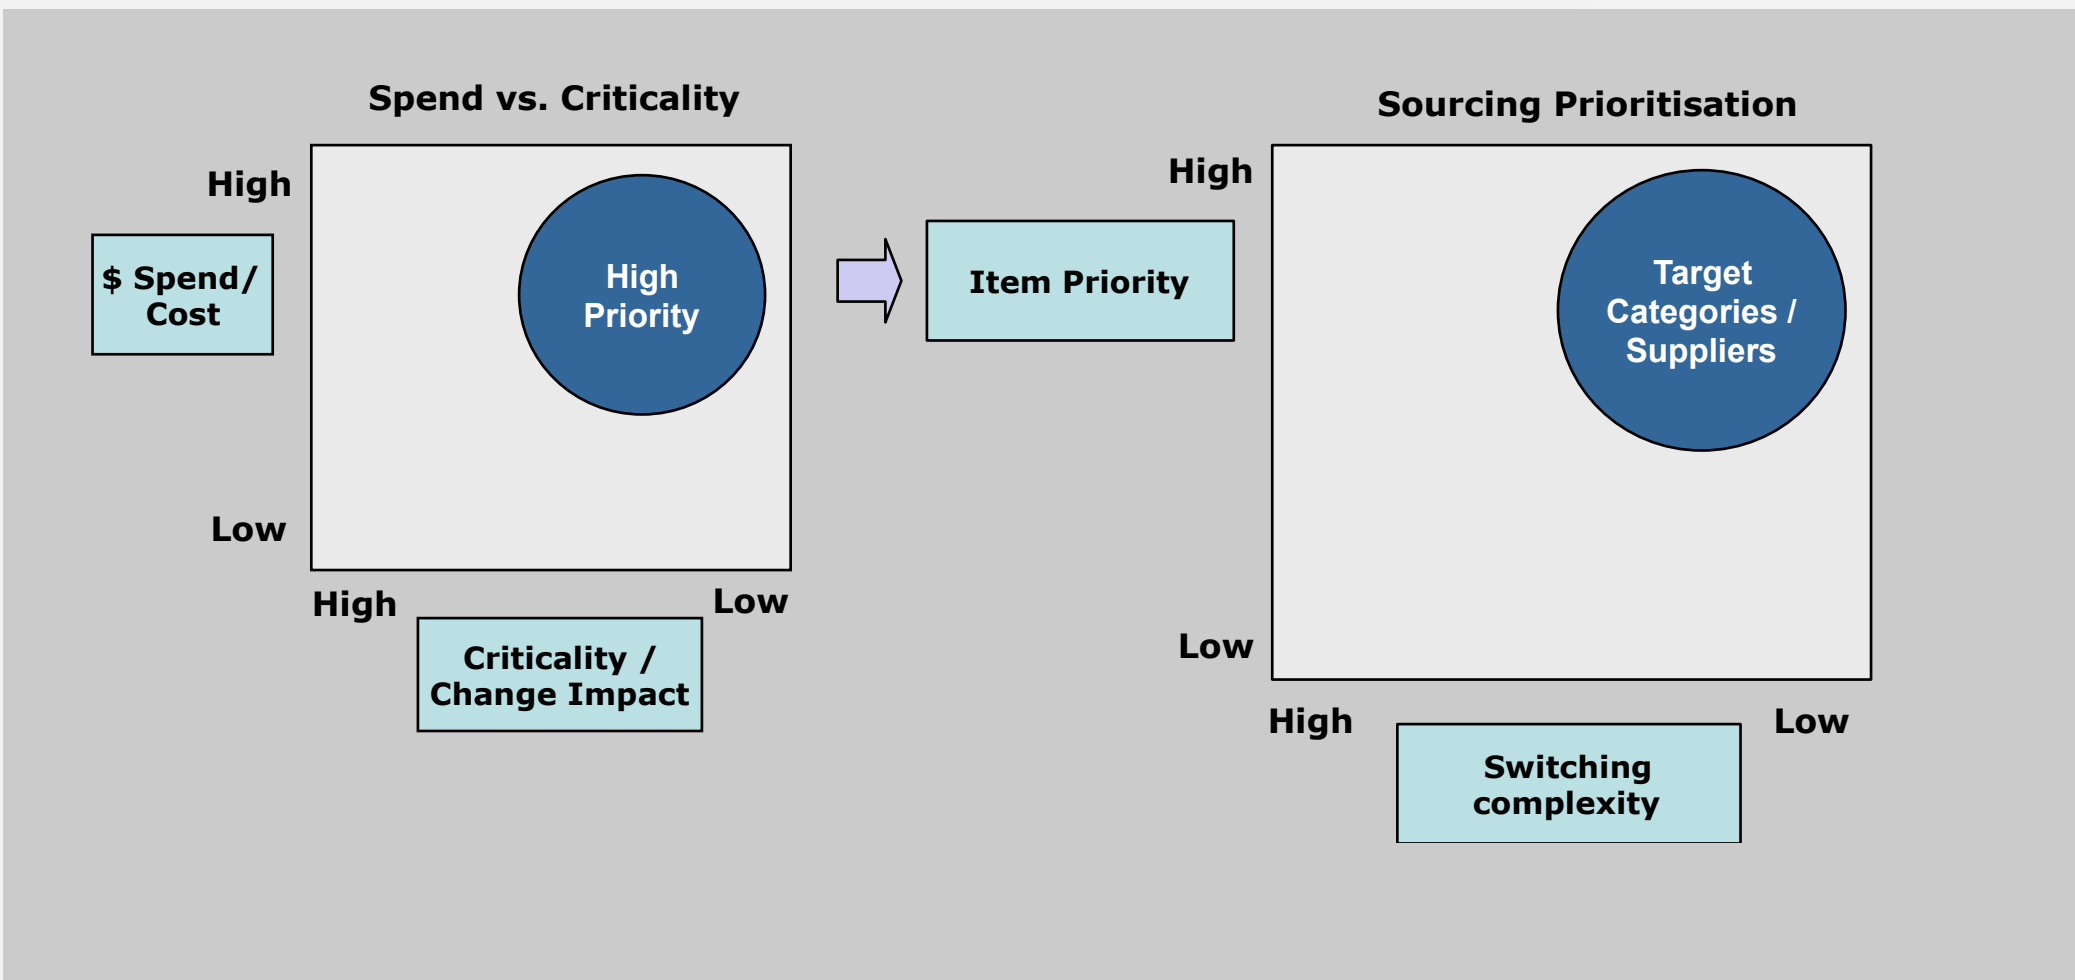 Spend vs. Criticality
High
$ Spend/
Cost
High
Priority
Low
High
Low
Criticality /
Change Impact
Item Priority
Sourcing Prioritisation
High
Target
Categories /
Suppliers
Low
High
Low
Switching
complexity